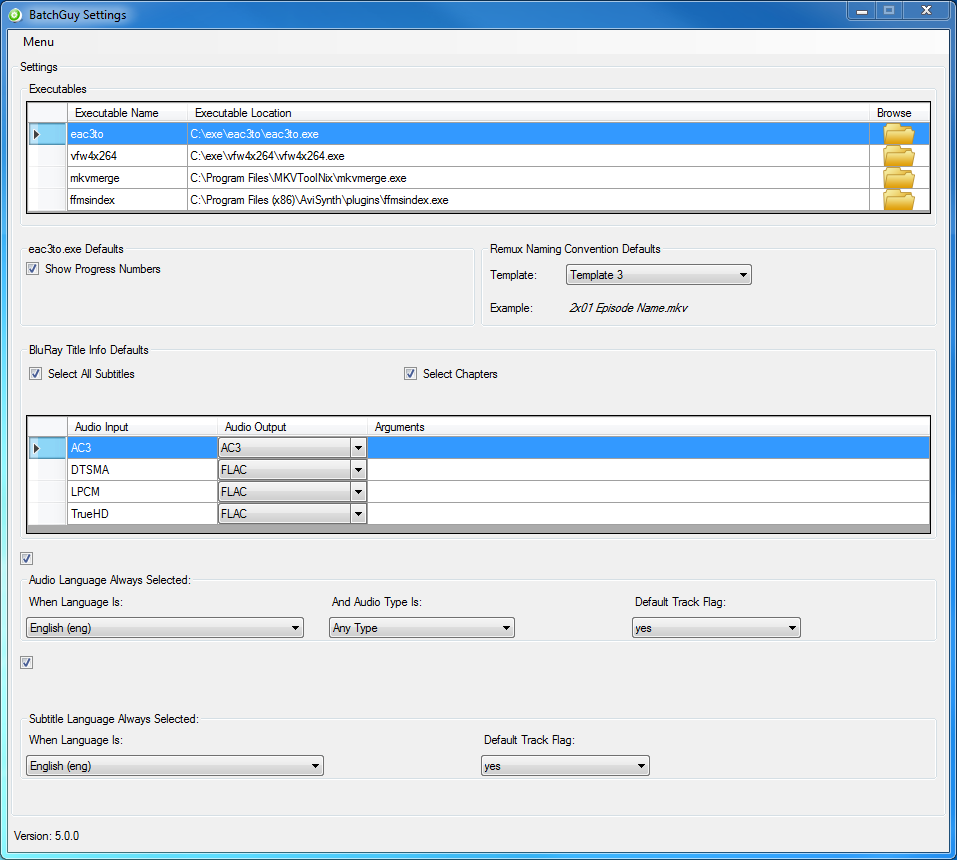 BatchGuy Settings
Menu
Settings
Executables
Executable Name Executable Location Browse
eac3to C:\exe\eac3to\eac3to.exe
vfw4x264 C:\exe\vfw4x264\vfw4x264.exe
mkvmerge C:\Program Files\MKVToolNix\mkvmerge.exe
ffmsindex C:\Program Files (x86)\AviSynth\plugins\ffmsindex.exe
eac3to.exe Defaults Remux Naming Convention Defaults
Show Progress Numbers Template: Template 3
Example: 2x01 Episode Name.mkv
BluRay Title Info Defaults
Select All Subtitles Select Chapters
Audio Input Audio Output Arguments
AC3 AC3
DTSMA FLAC
LPCM FLAC
TrueHD FLAC
Audio Language Always Selected:
When Language Is: And Audio Type Is: Default Track Flag:
English (eng) Any Type yes
Subtitle Language Always Selected:
When Language Is: Default Track Flag:
English (eng) yes
Version: 5.0.0